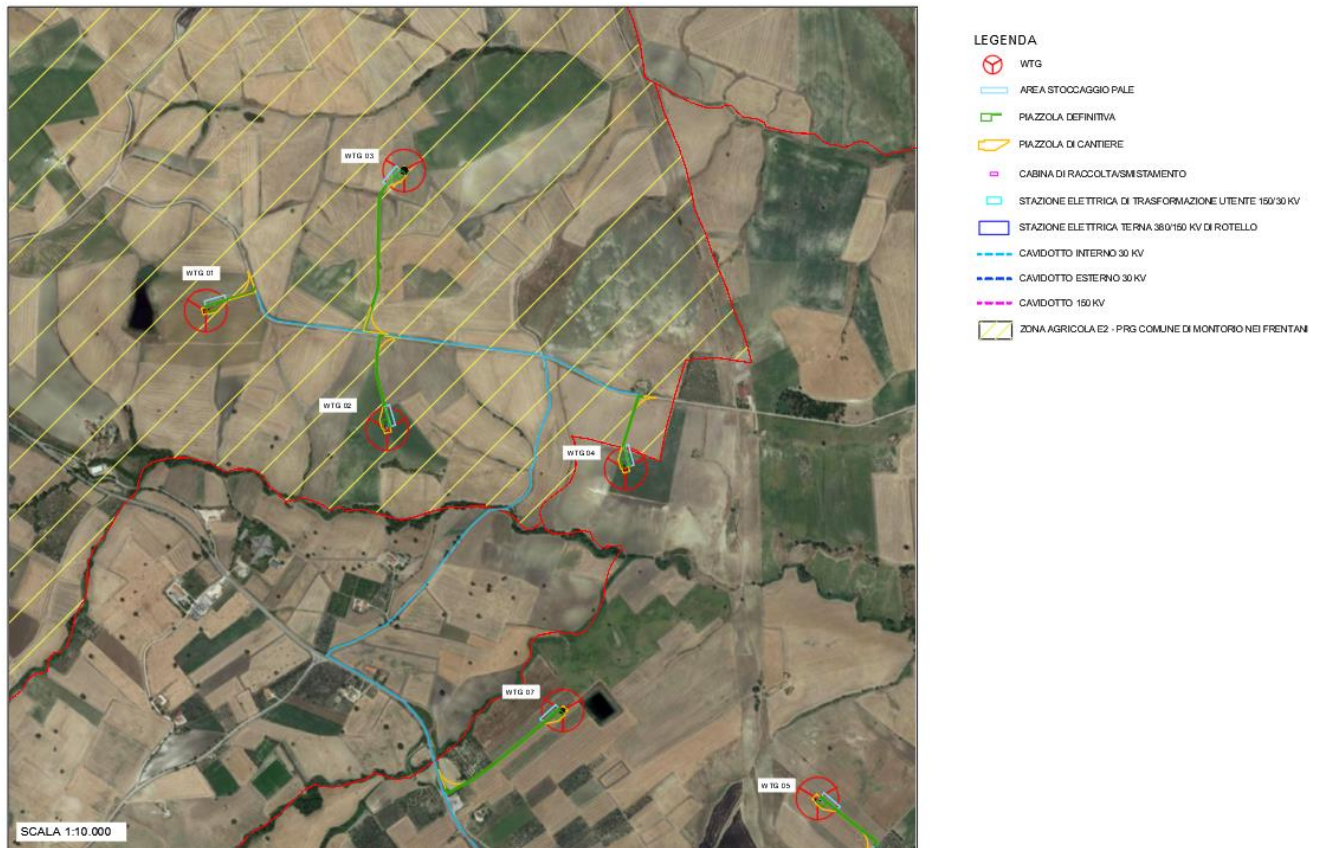 LEGENDA
WTG
AREA STOCCAGGIO PALE
PIAZZOLA DEFINITIVA
PIAZZOLA DI CANTIERE
CABINA DI RACCOLTA/SMISTAMENTO
STAZIONE ELETTRICA DI TRASFORMAZIONE UTENTE 150/30 KV
STAZIONE ELETTRICA TERNA 380/150 KV DI ROTELLO
CAVIDOTTO INTERNO 30 KV
CAVIDOTTO ESTERNO 30 KV
CAVIDOTTO 150 KV
ZONA AGRICOLA E2 - PRG COMUNE DI MONTORIO NEI FRENTANI
WTG 03
WTG 01
WTG 02
WTG 04
WTG 07
WTG 05
SCALA 1:10.000